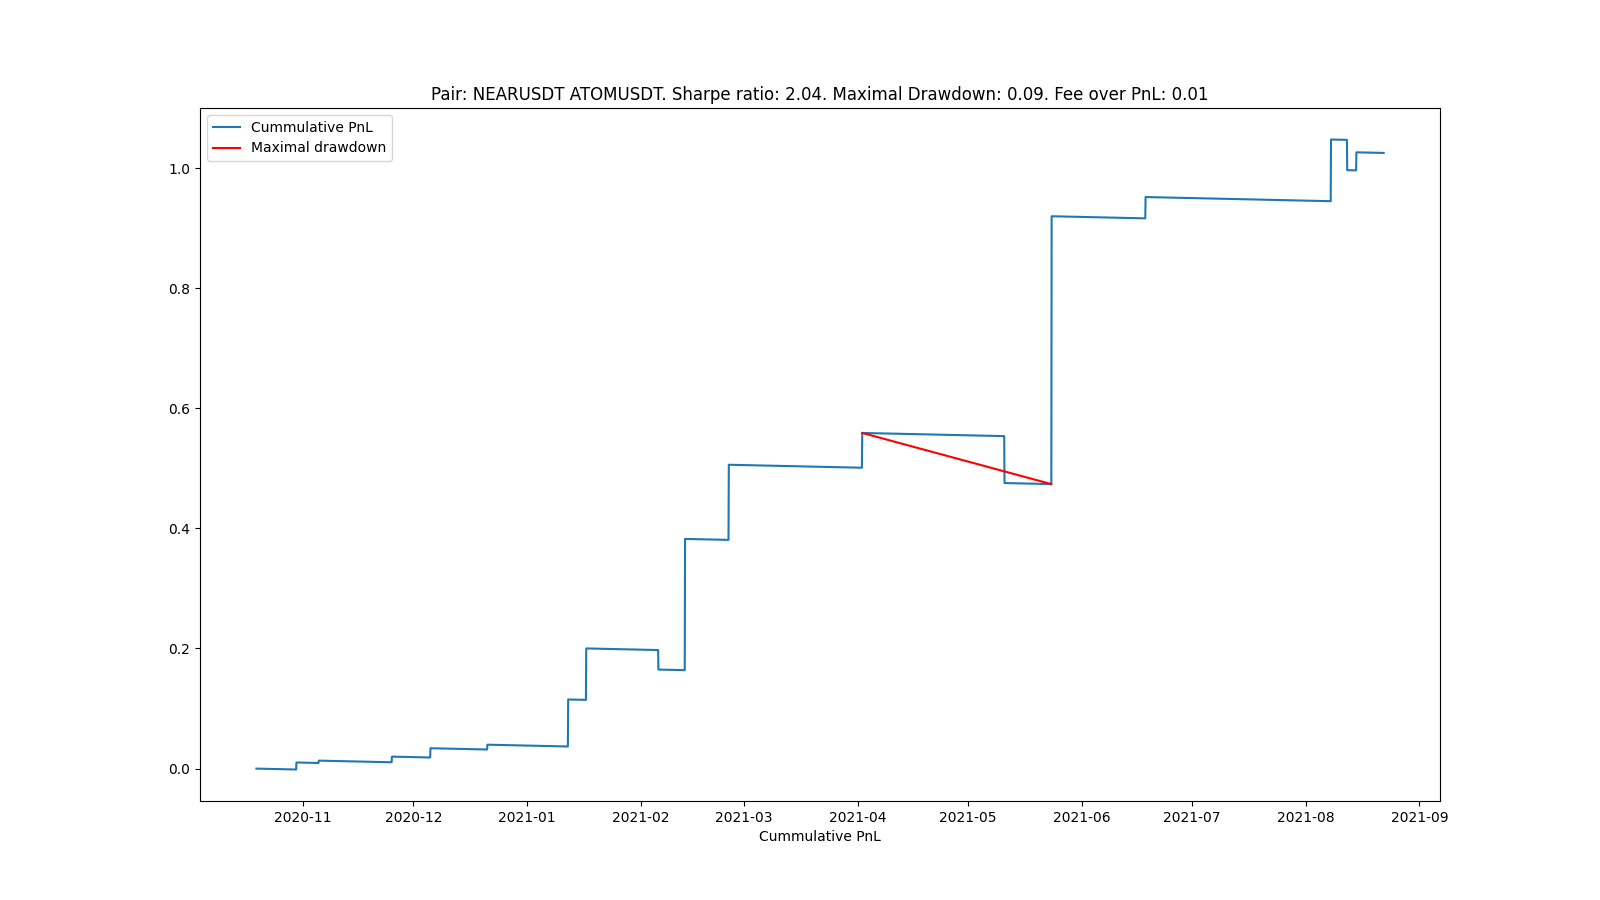 Pair: NEARUSDT ATOMUSDT. Sharpe ratio: 2.04. Maximal Drawdown: 0.09. Fee over PnL: 0.01
Cummulative PnL
Maximal drawdown
1.0
0.8
0.6
0.4
0.2
0.0
2020-11 2020-12 2021-01 2021-02 2021-03 2021-04 2021-05 2021-06 2021-07 2021-08 2021-09
Cummulative PnL